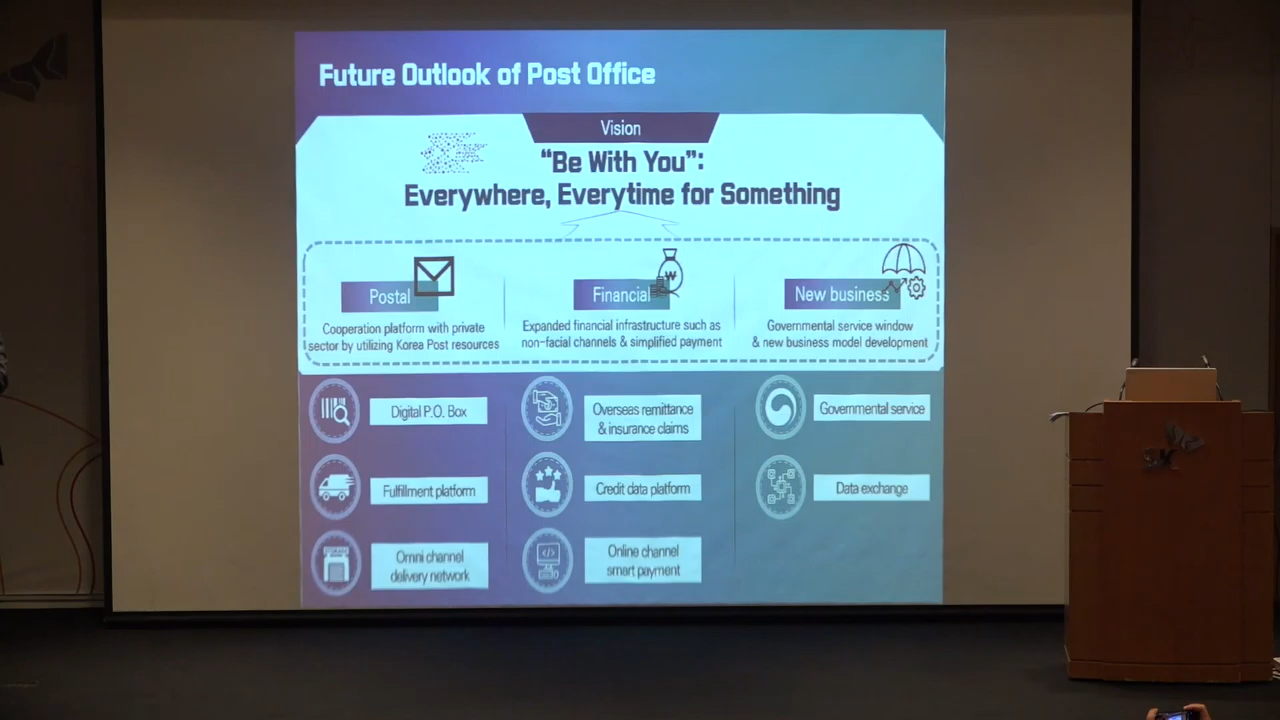 Future Outlook of Post Office
Vision
“Be With You”:
Everywhere, Everytime for Something
Postal
Cooperation platform with private
sector by utilizing Korea Post resources
Financial
₩
Expanded financial infrastructure such as
non-facial channels & simplified payment
New business
Governmental service window
& new business model development
Digital P.O. Box
Fulfillment platform
Omni channel
delivery network
Overseas remittance
& insurance claims
Credit data platform
Online channel
smart payment
Governmental service
Data exchange